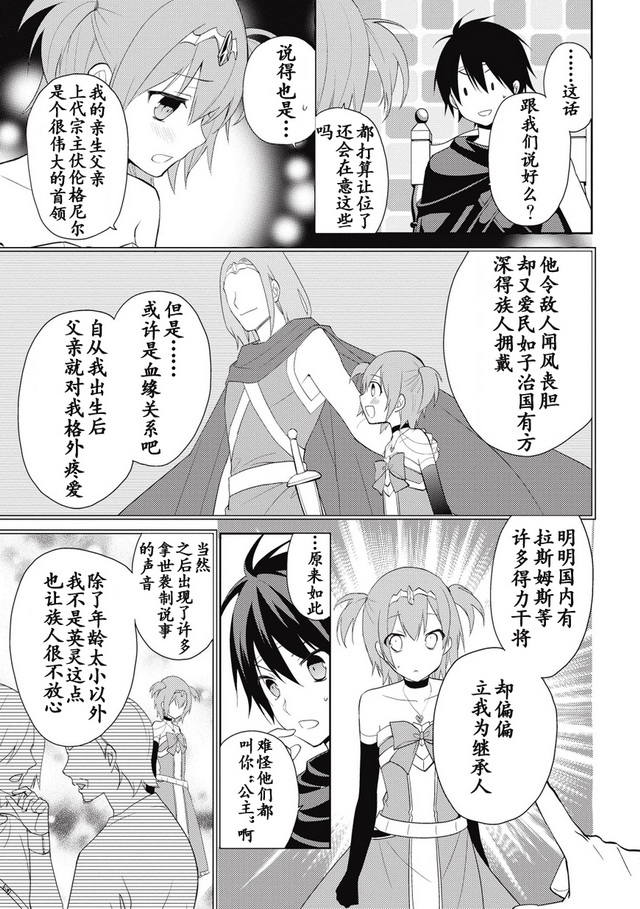 ……这话
跟我们说好么？
都打算让位了
还会在意这些
吗
说得也是…
我的亲生父亲
上代宗主伏伦格尼尔
是个很伟大的首领
他令敌人闻风丧胆
却又爱民如子治国有方
深得族人拥戴
但是……
或许是血缘关系吧
自从我出生后
父亲就对我格外疼爱
明明国内有
拉斯姆斯等
许多得力干将
却偏偏
立我为继承人
…原来如此
难怪他们都
叫你“公主”啊
当然
之后出现了许多
拿世袭制说事
的声音
除了年龄太小以外
我不是英灵这点
也让族人很不放心